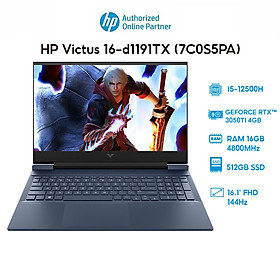 hp
Authorized
Online Partner
HP Victus 16-d1191TX (7C0S5PA)
i5-12500H
GEFORCE RTX™
3050TI 4GB
RAM 16GB
4800MHz
512GB SSD
16.1' FHD
144Hz